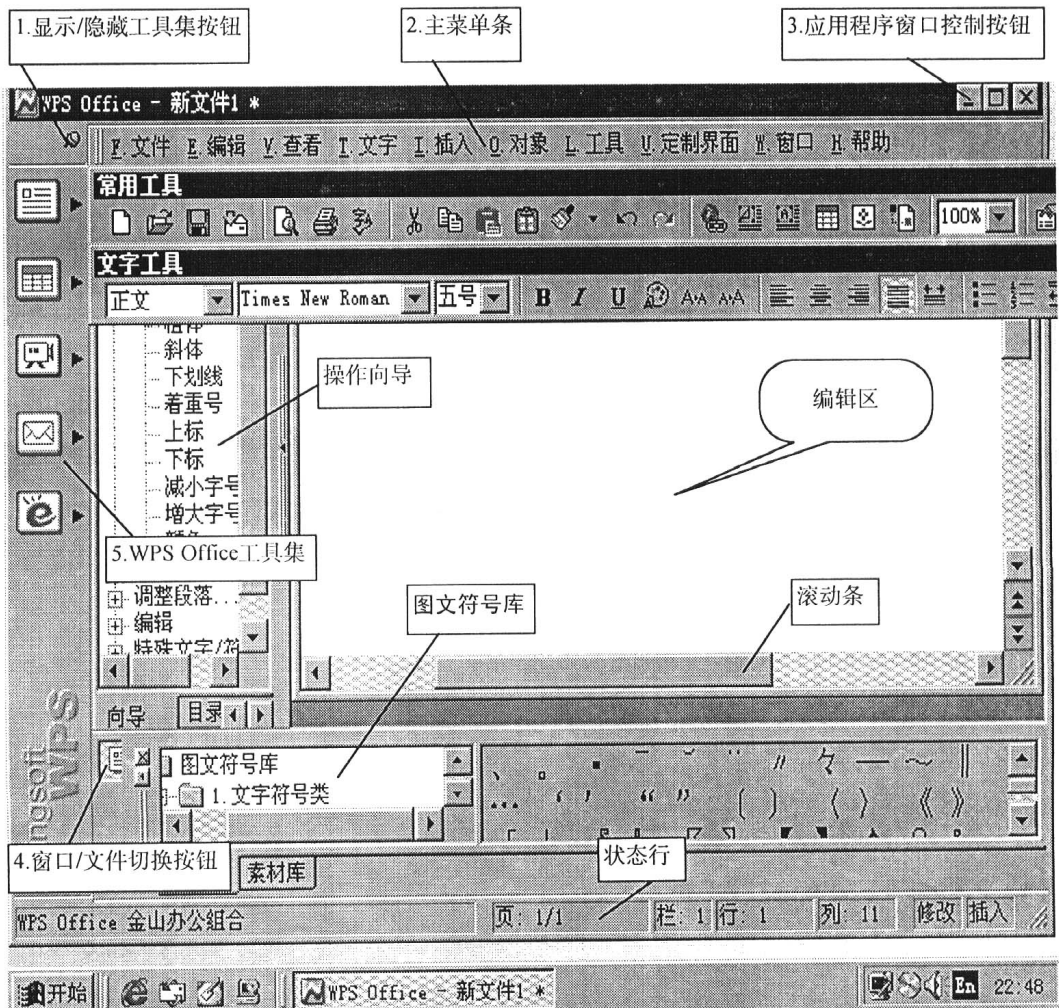 1.显示/隐藏工具集按钮
2.主菜单条
3.应用程序窗口控制按钮
WPS Office - 新文件1 *
F.文件 E.编辑 V.查看 T.文字 I.插入 O.对象 L.工具 U.定制界面 W.窗口 H.帮助
常用工具
100%
文字工具
正文 Times New Roman 五号 B I U
斜体
下划线
操作向导
着重号
编辑区
上标
下标
减小字号
增大字号
5.WPS Office工具集
调整段落...
编辑
图文符号库
滚动条
特殊文字/符
向导 目录
图文符号库
1.文字符号类
WPS
4.窗口/文件切换按钮
素材库
状态行
WPS Office 金山办公组合 页: 1/1 栏: 1 行: 1 列: 11 修改 插入
开始 WPS Office - 新文件1 * En 22:48